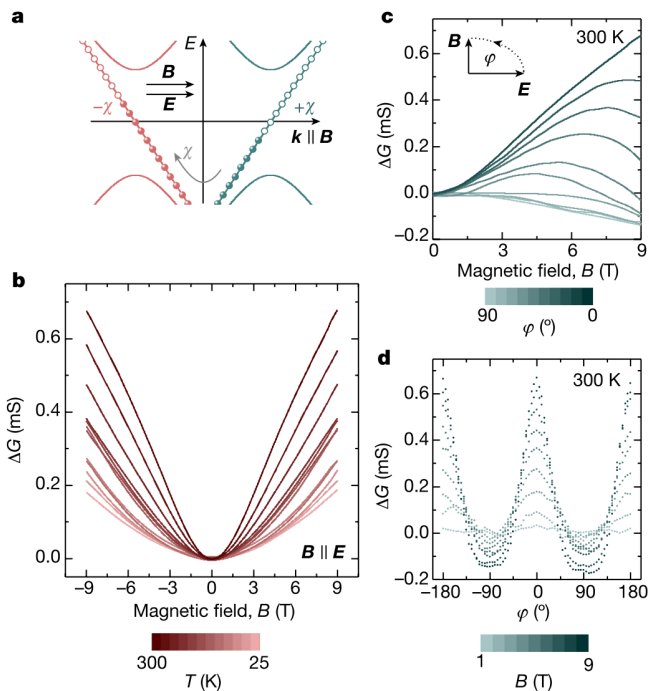 a
E
B
E
−χ
+χ
k || B
χ
b
ΔG (mS)
0.6
0.4
0.2
0.0
B || E
−9 −6 −3 0 3 6 9
Magnetic field, B (T)
300 25
T (K)
c
300 K
B
φ
E
ΔG (mS)
0.6
0.4
0.2
0
−0.2
0 3 6 9
Magnetic field, B (T)
90 0
φ (º)
d
300 K
ΔG (mS)
0.6
0.4
0.2
0.0
−0.2
−180 −90 0 90 180
φ (º)
1 9
B (T)